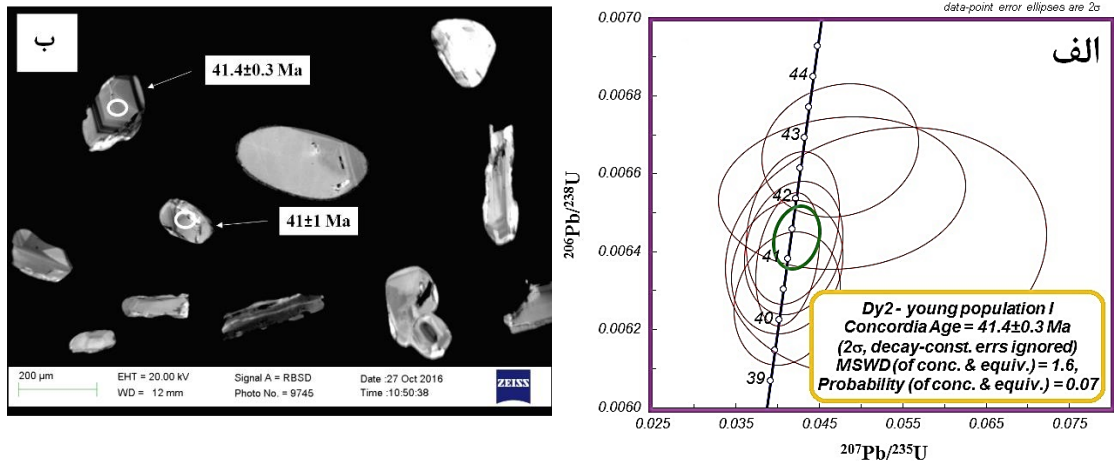 ب
41.4±0.3 Ma
41±1 Ma
200 µm
EHT = 20.00 kV
WD = 12 mm
Signal A = RBSD
Photo No. = 9745
Date :27 Oct 2016
Time :10:50:38
ZEISS
data-point error ellipses are 2σ
الف
0.0070
0.0068
0.0066
0.0064
0.0062
0.0060
206Pb/238U
44
43
42
41
40
39
Dy2 - young population I
Concordia Age = 41.4±0.3 Ma
(2σ, decay-const. errs ignored)
MSWD (of conc. & equiv.) = 1.6,
Probability (of conc. & equiv.) = 0.07
0.025
0.035
0.045
0.055
0.065
0.075
207Pb/235U